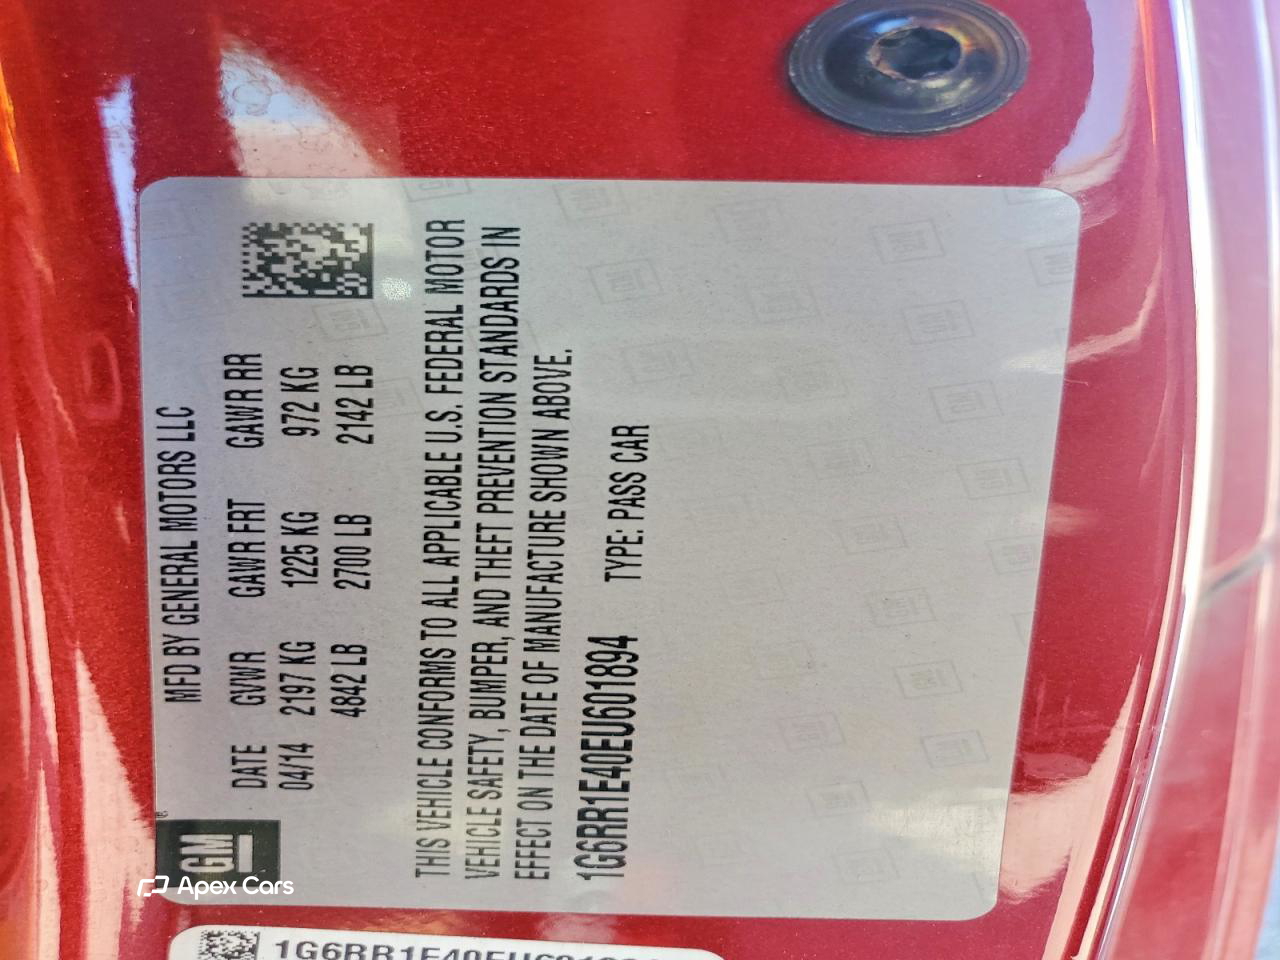 GM
®
MFD BY GENERAL MOTORS LLC
DATE GVWR GAWR FRT GAWR RR
04/14 2197 KG 1225 KG 972 KG
4842 LB 2700 LB 2142 LB
THIS VEHICLE CONFORMS TO ALL APPLICABLE U.S. FEDERAL MOTOR
VEHICLE SAFETY, BUMPER, AND THEFT PREVENTION STANDARDS IN
EFFECT ON THE DATE OF MANUFACTURE SHOWN ABOVE.
1G6RR1E40EU601894 TYPE: PASS CAR
Apex Cars
1G6RR1E40EU601894